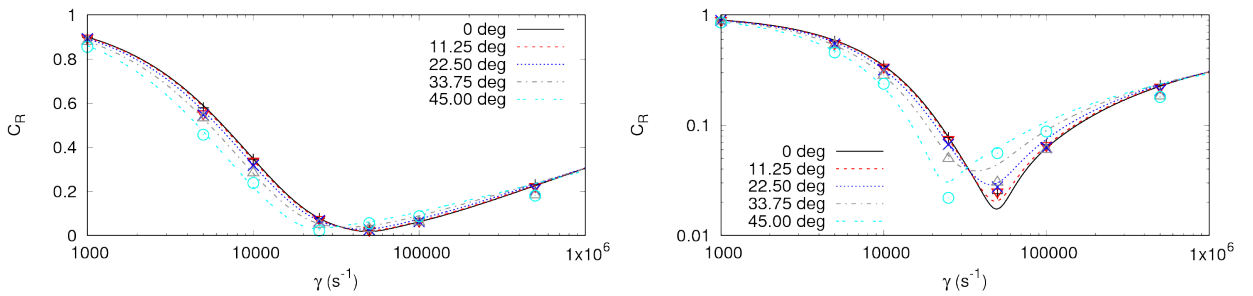 1
0.8
0.6
0.4
0.2
0
C_R
1000
10000
100000
1x10^6
γ (s^-1)
0 deg
11.25 deg
22.50 deg
33.75 deg
45.00 deg
1
0.1
0.01
C_R
1000
10000
100000
1x10^6
γ (s^-1)
0 deg
11.25 deg
22.50 deg
33.75 deg
45.00 deg